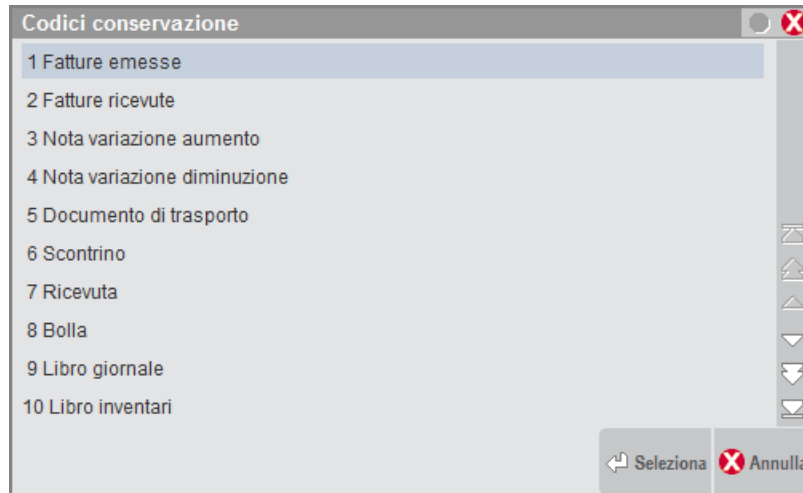 Codici conservazione
1 Fatture emesse
2 Fatture ricevute
3 Nota variazione aumento
4 Nota variazione diminuzione
5 Documento di trasporto
6 Scontrino
7 Ricevuta
8 Bolla
9 Libro giornale
10 Libro inventari
Seleziona Annulla